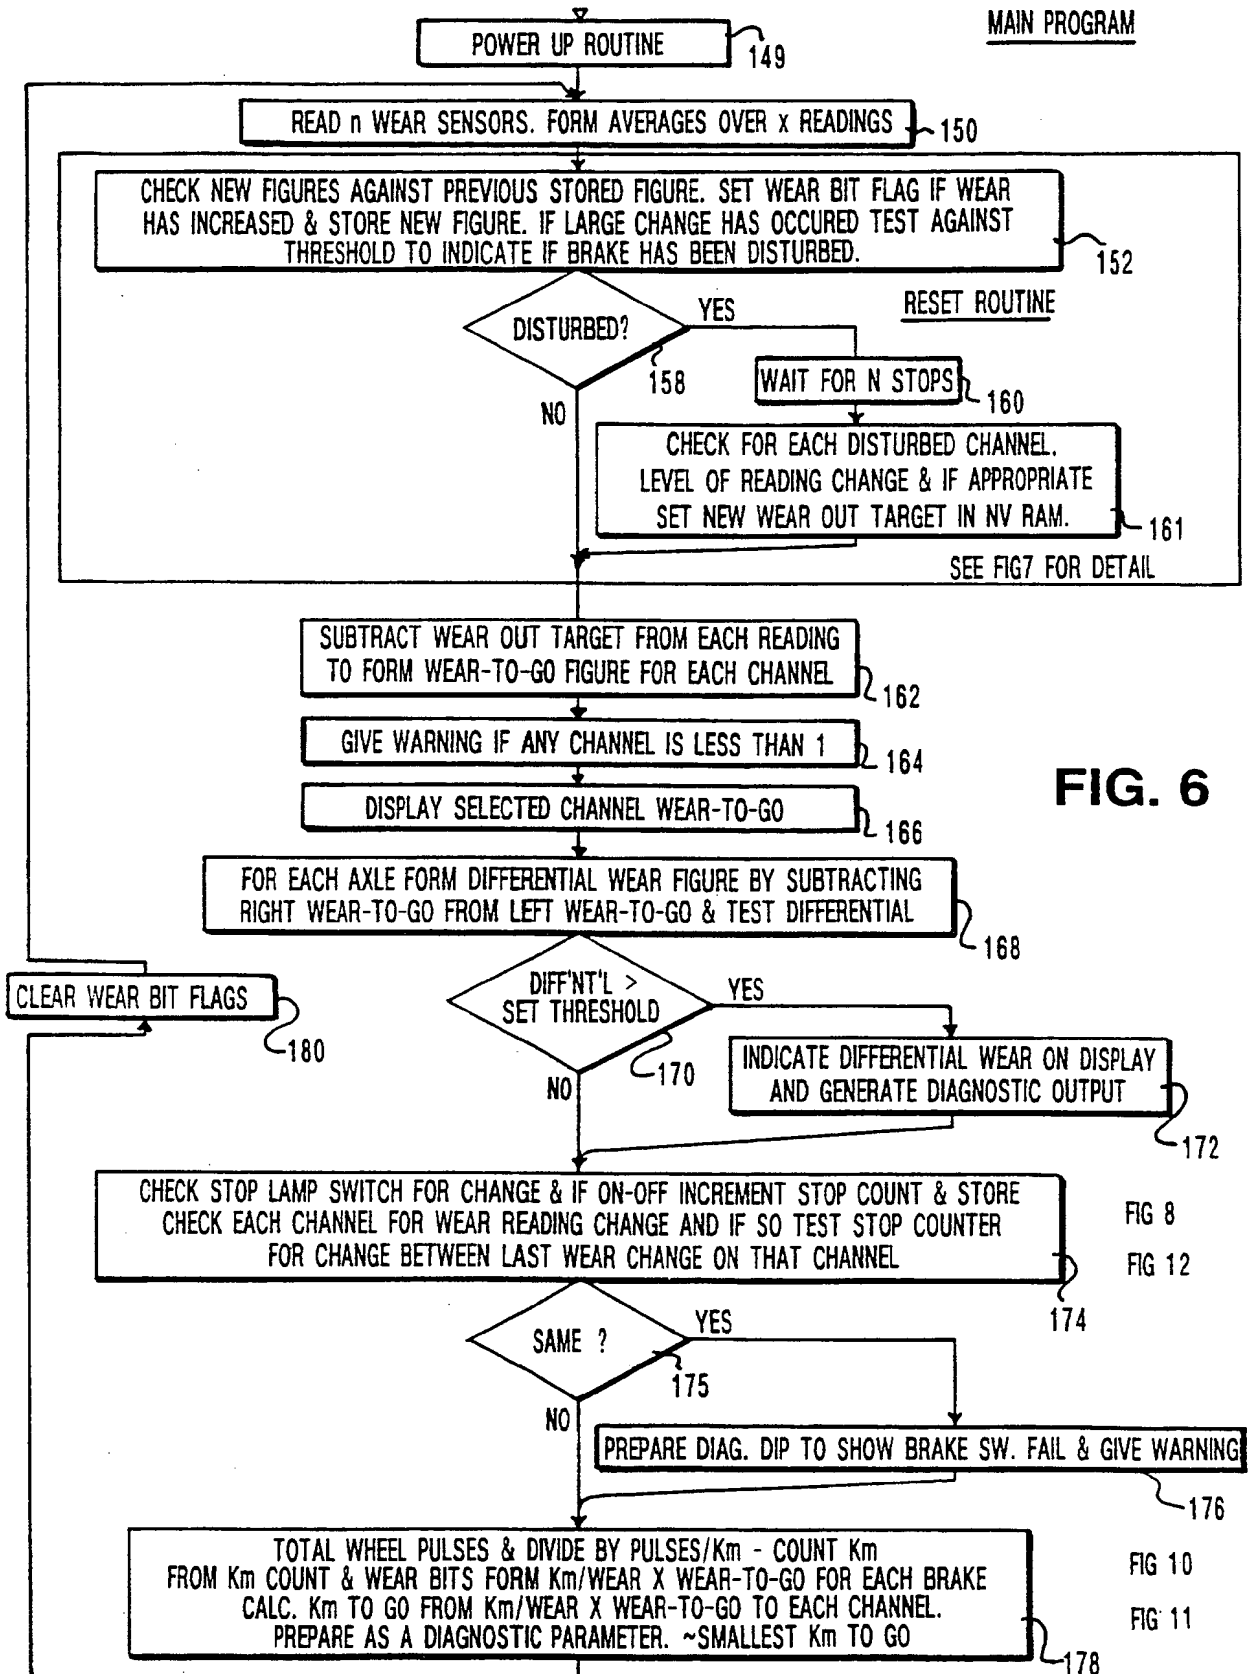 MAIN PROGRAM
POWER UP ROUTINE
149
READ n WEAR SENSORS. FORM AVERAGES OVER x READINGS
150
CHECK NEW FIGURES AGAINST PREVIOUS STORED FIGURE. SET WEAR BIT FLAG IF WEAR
HAS INCREASED & STORE NEW FIGURE. IF LARGE CHANGE HAS OCCURED TEST AGAINST
THRESHOLD TO INDICATE IF BRAKE HAS BEEN DISTURBED.
152
RESET ROUTINE
DISTURBED?
YES
158
NO
WAIT FOR N STOPS
160
CHECK FOR EACH DISTURBED CHANNEL.
LEVEL OF READING CHANGE & IF APPROPRIATE
SET NEW WEAR OUT TARGET IN NV RAM.
161
SEE FIG7 FOR DETAIL
SUBTRACT WEAR OUT TARGET FROM EACH READING
TO FORM WEAR-TO-GO FIGURE FOR EACH CHANNEL
162
GIVE WARNING IF ANY CHANNEL IS LESS THAN 1
164
FIG. 6
DISPLAY SELECTED CHANNEL WEAR-TO-GO
166
FOR EACH AXLE FORM DIFFERENTIAL WEAR FIGURE BY SUBTRACTING
RIGHT WEAR-TO-GO FROM LEFT WEAR-TO-GO & TEST DIFFERENTIAL
168
CLEAR WEAR BIT FLAGS
180
DIFF'NT'L >
SET THRESHOLD
YES
170
NO
INDICATE DIFFERENTIAL WEAR ON DISPLAY
AND GENERATE DIAGNOSTIC OUTPUT
172
CHECK STOP LAMP SWITCH FOR CHANGE & IF ON-OFF INCREMENT STOP COUNT & STORE
CHECK EACH CHANNEL FOR WEAR READING CHANGE AND IF SO TEST STOP COUNTER
FOR CHANGE BETWEEN LAST WEAR CHANGE ON THAT CHANNEL
FIG 8
FIG 12
174
SAME ?
YES
175
NO
PREPARE DIAG. DIP TO SHOW BRAKE SW. FAIL & GIVE WARNING
176
TOTAL WHEEL PULSES & DIVIDE BY PULSES/Km - COUNT Km
FROM Km COUNT & WEAR BITS FORM Km/WEAR X WEAR-TO-GO FOR EACH BRAKE
CALC. Km TO GO FROM Km/WEAR X WEAR-TO-GO TO EACH CHANNEL.
PREPARE AS A DIAGNOSTIC PARAMETER. ~SMALLEST Km TO GO
FIG 10
FIG 11
178